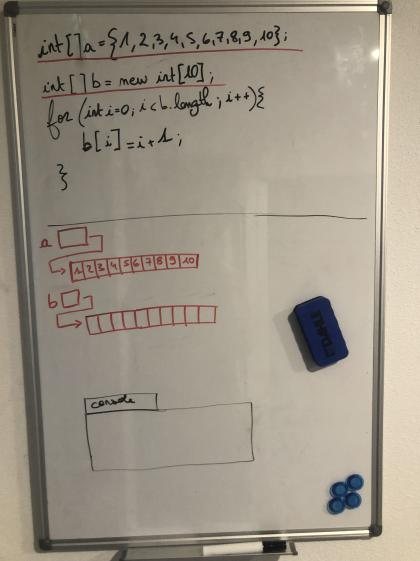 int[] a = {1,2,3,4,5,6,7,8,9,10};
int[] b = new int[10];
for (int i=0; i<b.length; i++){
b[i] = i+1;
}
a
1 2 3 4 5 6 7 8 9 10
b
DAHLE
console